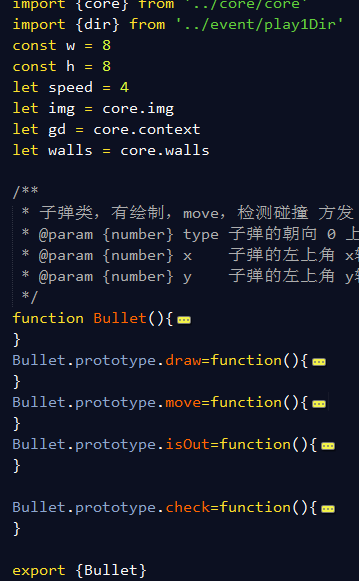 import {core} from '../core/core'
import {dir} from '../event/play1Dir'
const w = 8
const h = 8
let speed = 4
let img = core.img
let gd = core.context
let walls = core.walls
/**
* 子弹类，有绘制，move，检测碰撞 方发
* @param {number} type 子弹的朝向 0 上
* @param {number} x 子弹的左上角 x轴
* @param {number} y 子弹的左上角 y轴
*/
function Bullet(){
}
Bullet.prototype.draw=function(){
}
Bullet.prototype.move=function(){
}
Bullet.prototype.isOut=function(){
}
Bullet.prototype.check=function(){
}
export {Bullet}